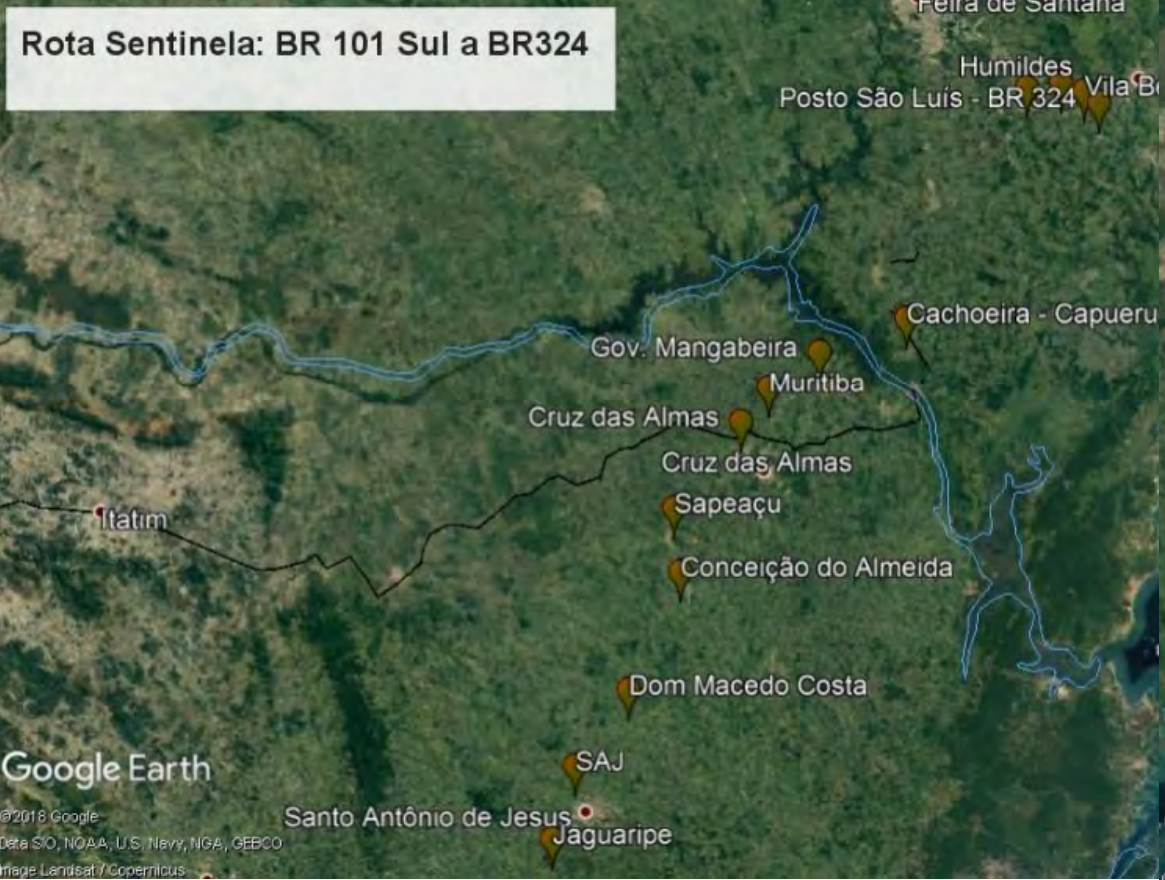 Feira de Santana
Rota Sentinela: BR 101 Sul a BR324
Humildes
Posto São Luís - BR 324
Vila
Cachoeira - Capueru
Gov. Mangabeira
Muritiba
Cruz das Almas
Cruz das Almas
Sapeaçu
Itatim
Conceição do Almeida
Dom Macedo Costa
SAJ
Google Earth
Santo Antônio de Jesus
Jaguaripe
©2018 Google
Data SIO, NOAA, U.S. Navy, NGA, GEBCO
Image Landsat / Copernicus